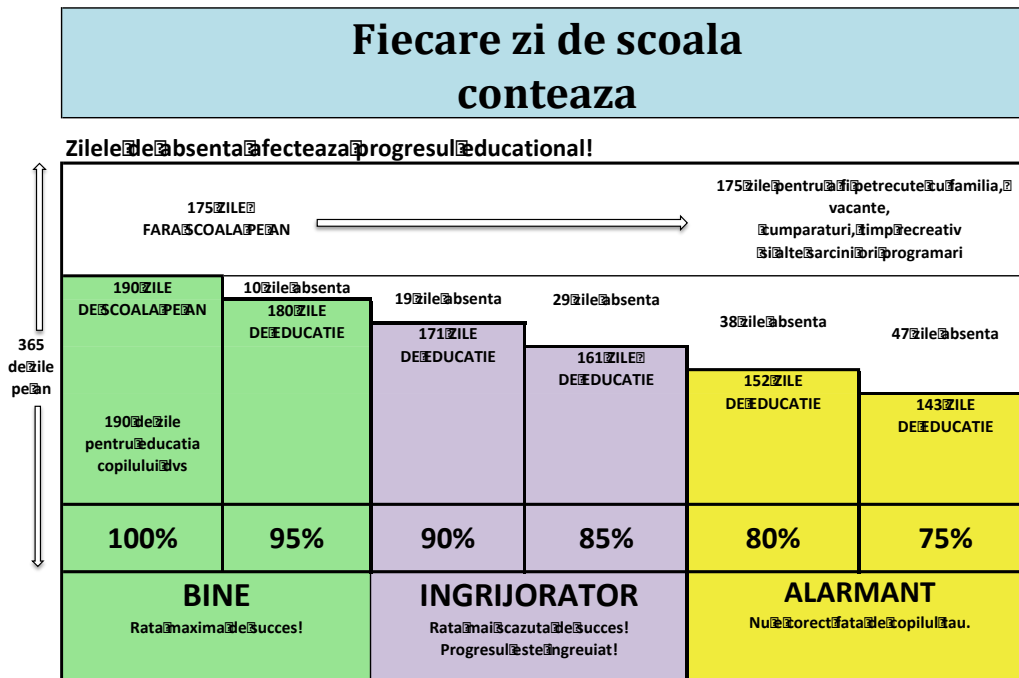 Fiecare zi de scoala
conteaza
Zilele de absenta afecteaza progresul educational!
175 ZILE
FARA SCOALA PE AN
175 zile pentru a fi petrecute cu familia,
vacante,
cumparaturi, timp recreativ
si alte sarcini ori programari
365
de zile
pe an
190 ZILE
DE SCOALA PE AN
190 de zile
pentru educatia
copilului dvs
10 zile absenta
180 ZILE
DE EDUCATIE
19 zile absenta
171 ZILE
DE EDUCATIE
29 zile absenta
161 ZILE
DE EDUCATIE
38 zile absenta
152 ZILE
DE EDUCATIE
47 zile absenta
143 ZILE
DE EDUCATIE
100%
95%
90%
85%
80%
75%
BINE
Rata maxima de succes!
INGRIJORATOR
Rata mai scazuta de succes!
Progresul este ingreuiat!
ALARMANT
Nu e corect fata de copilul tau.